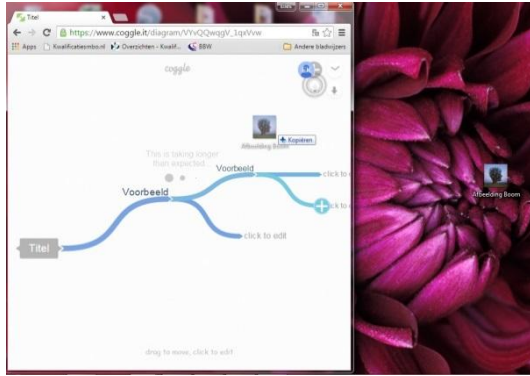 Titel
https://www.coggle.it/diagram/VYvQQwqgV_1qxVvw
Apps
Kwalificatiesmbo.nl
Overzichten - Kwalif...
BBW
Andere bladwijzers
coggle
Kopiëren
Afbeelding Boom
This is taking longer
than expected...
Voorbeeld
click to e
Voorbeeld
Afbeelding Boom
click to edit
Titel
drag to move, click to edit